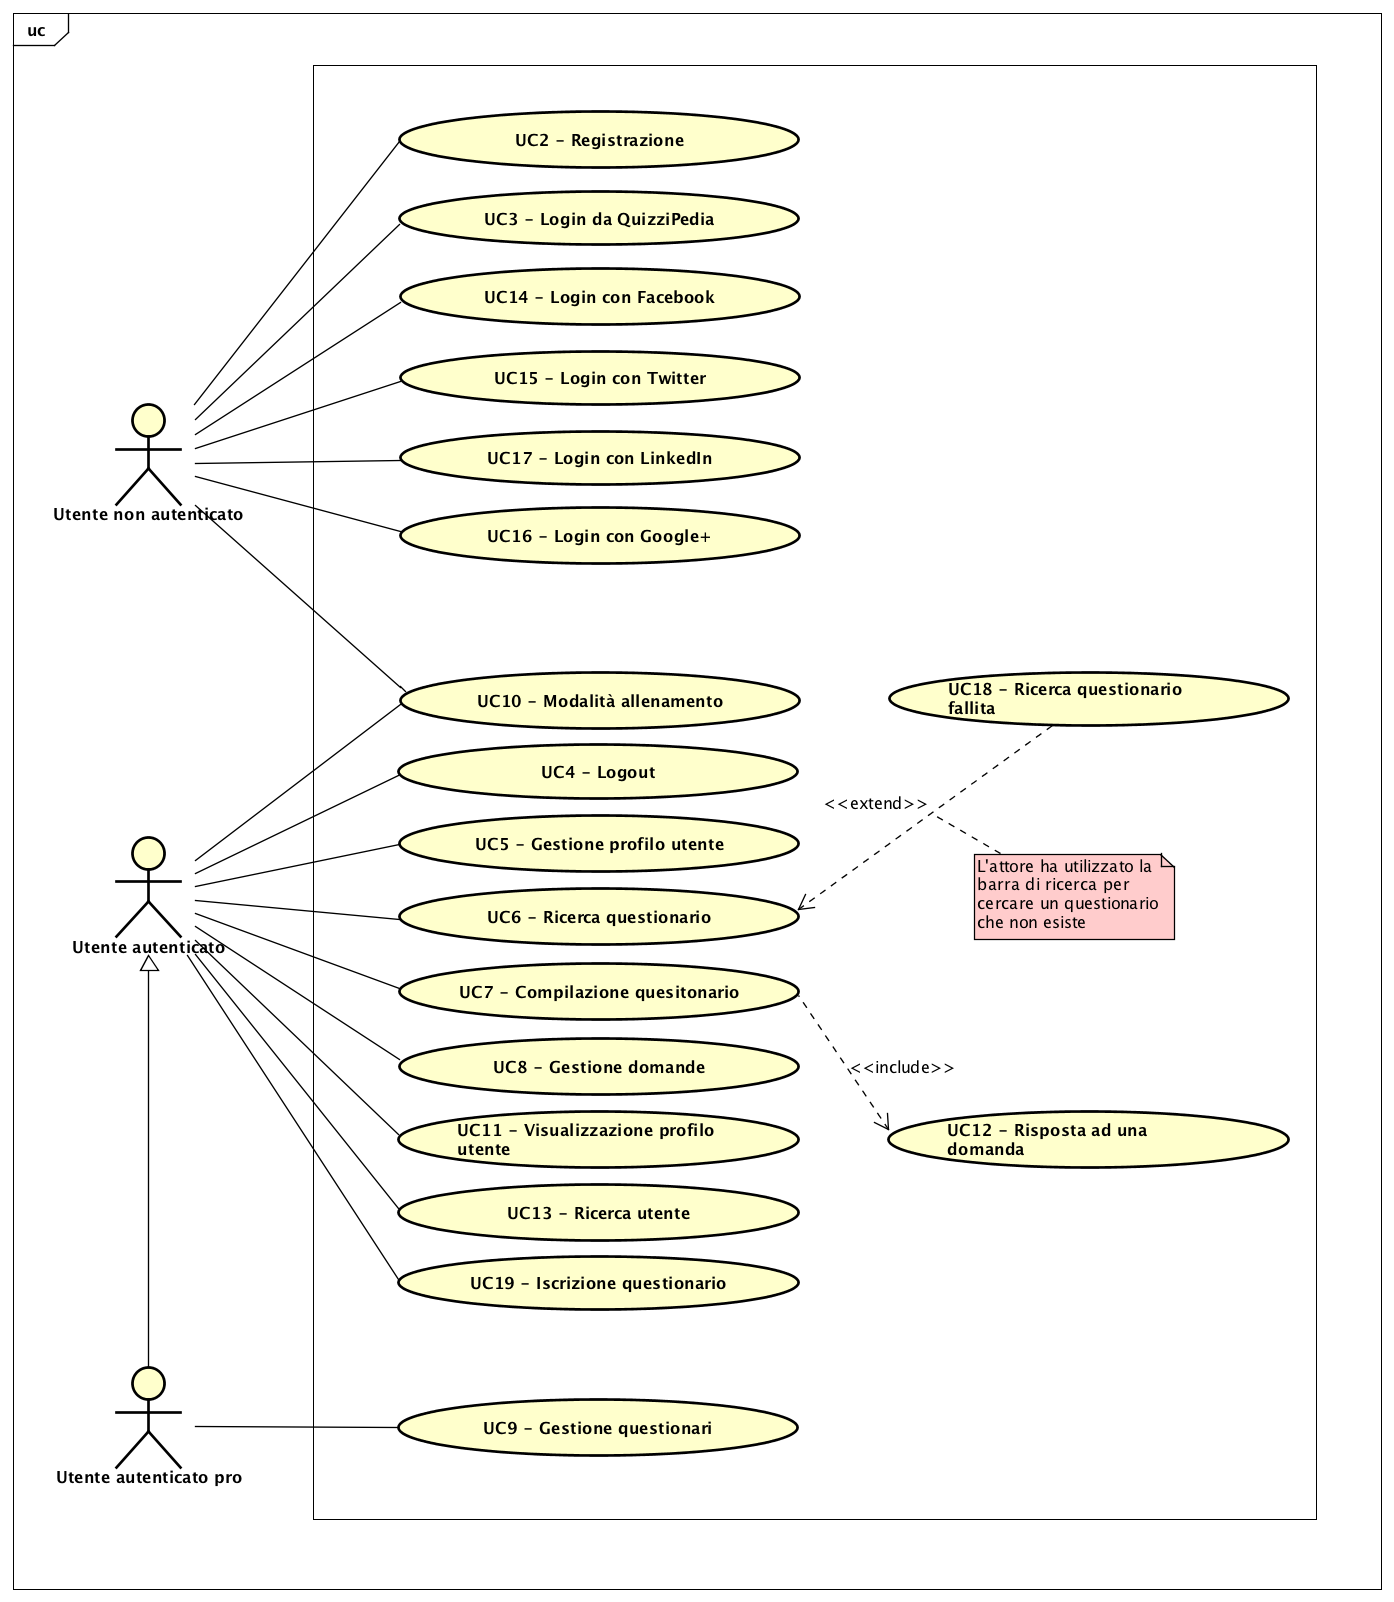 uc
UC2 – Registrazione
UC3 – Login da QuizziPedia
UC14 – Login con Facebook
UC15 – Login con Twitter
UC17 – Login con LinkedIn
Utente non autenticato
UC16 – Login con Google+
UC10 – Modalità allenamento
UC18 – Ricerca questionario
fallita
UC4 – Logout
<<extend>>
UC5 – Gestione profilo utente
L'attore ha utilizzato la
barra di ricerca per
cercare un questionario
che non esiste
UC6 – Ricerca questionario
Utente autenticato
UC7 – Compilazione quesitonario
UC8 – Gestione domande
<<include>>
UC11 – Visualizzazione profilo
utente
UC12 – Risposta ad una
domanda
UC13 – Ricerca utente
UC19 – Iscrizione questionario
UC9 – Gestione questionari
Utente autenticato pro